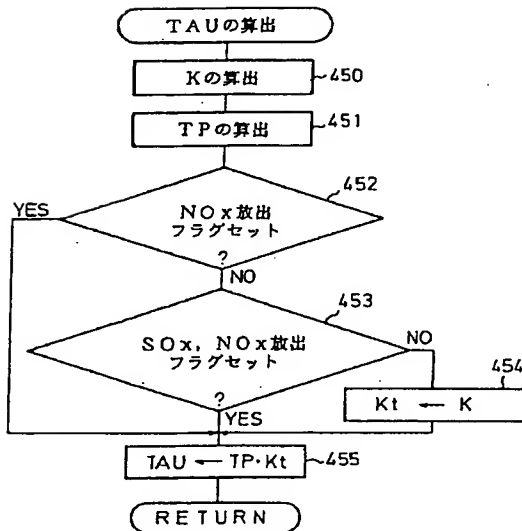 TAUの算出
Kの算出
450
TPの算出
451
452
YES
NOx放出
フラグセット
?
NO
453
SOx, NOx放出
フラグセット
?
NO
454
Kt ← K
YES
TAU ← TP・Kt
455
RETURN